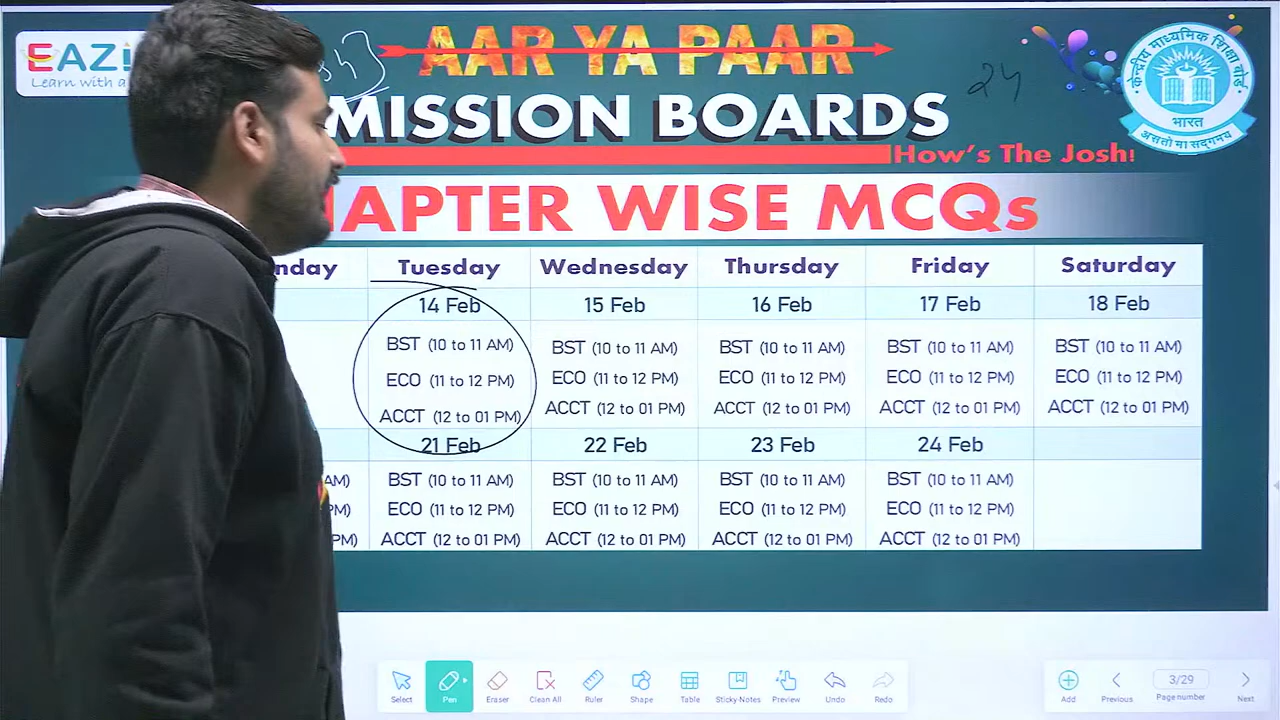 EAZI
Learn with a
AAR YA PAAR
24
MISSION BOARDS
How's The Josh!
केन्द्रीय माध्यमिक शिक्षा बोर्ड
भारत
असतो मा सद्गमय
APTER WISE MCQs
nday Tuesday Wednesday Thursday Friday Saturday
14 Feb 15 Feb 16 Feb 17 Feb 18 Feb
BST (10 to 11 AM) BST (10 to 11 AM) BST (10 to 11 AM) BST (10 to 11 AM) BST (10 to 11 AM)
ECO (11 to 12 PM) ECO (11 to 12 PM) ECO (11 to 12 PM) ECO (11 to 12 PM) ECO (11 to 12 PM)
ACCT (12 to 01 PM) ACCT (12 to 01 PM) ACCT (12 to 01 PM) ACCT (12 to 01 PM) ACCT (12 to 01 PM)
21 Feb 22 Feb 23 Feb 24 Feb
AM) BST (10 to 11 AM) BST (10 to 11 AM) BST (10 to 11 AM) BST (10 to 11 AM)
PM) ECO (11 to 12 PM) ECO (11 to 12 PM) ECO (11 to 12 PM) ECO (11 to 12 PM)
PM) ACCT (12 to 01 PM) ACCT (12 to 01 PM) ACCT (12 to 01 PM) ACCT (12 to 01 PM)
Select Pen Eraser Clean All Ruler Shape Table Sticky-Notes Preview Undo Redo Add Previous 3/29 Page number Next